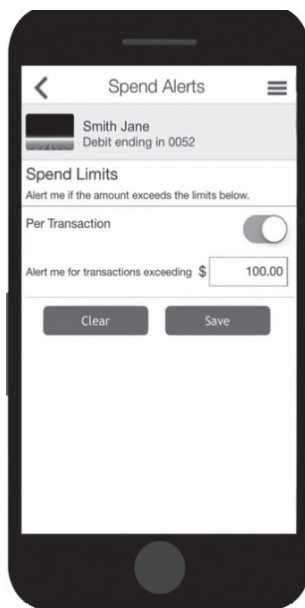 Spend Alerts
Smith Jane
Debit ending in 0052
Spend Limits
Alert me if the amount exceeds the limits below.
Per Transaction
Alert me for transactions exceeding $ 100.00
Clear Save